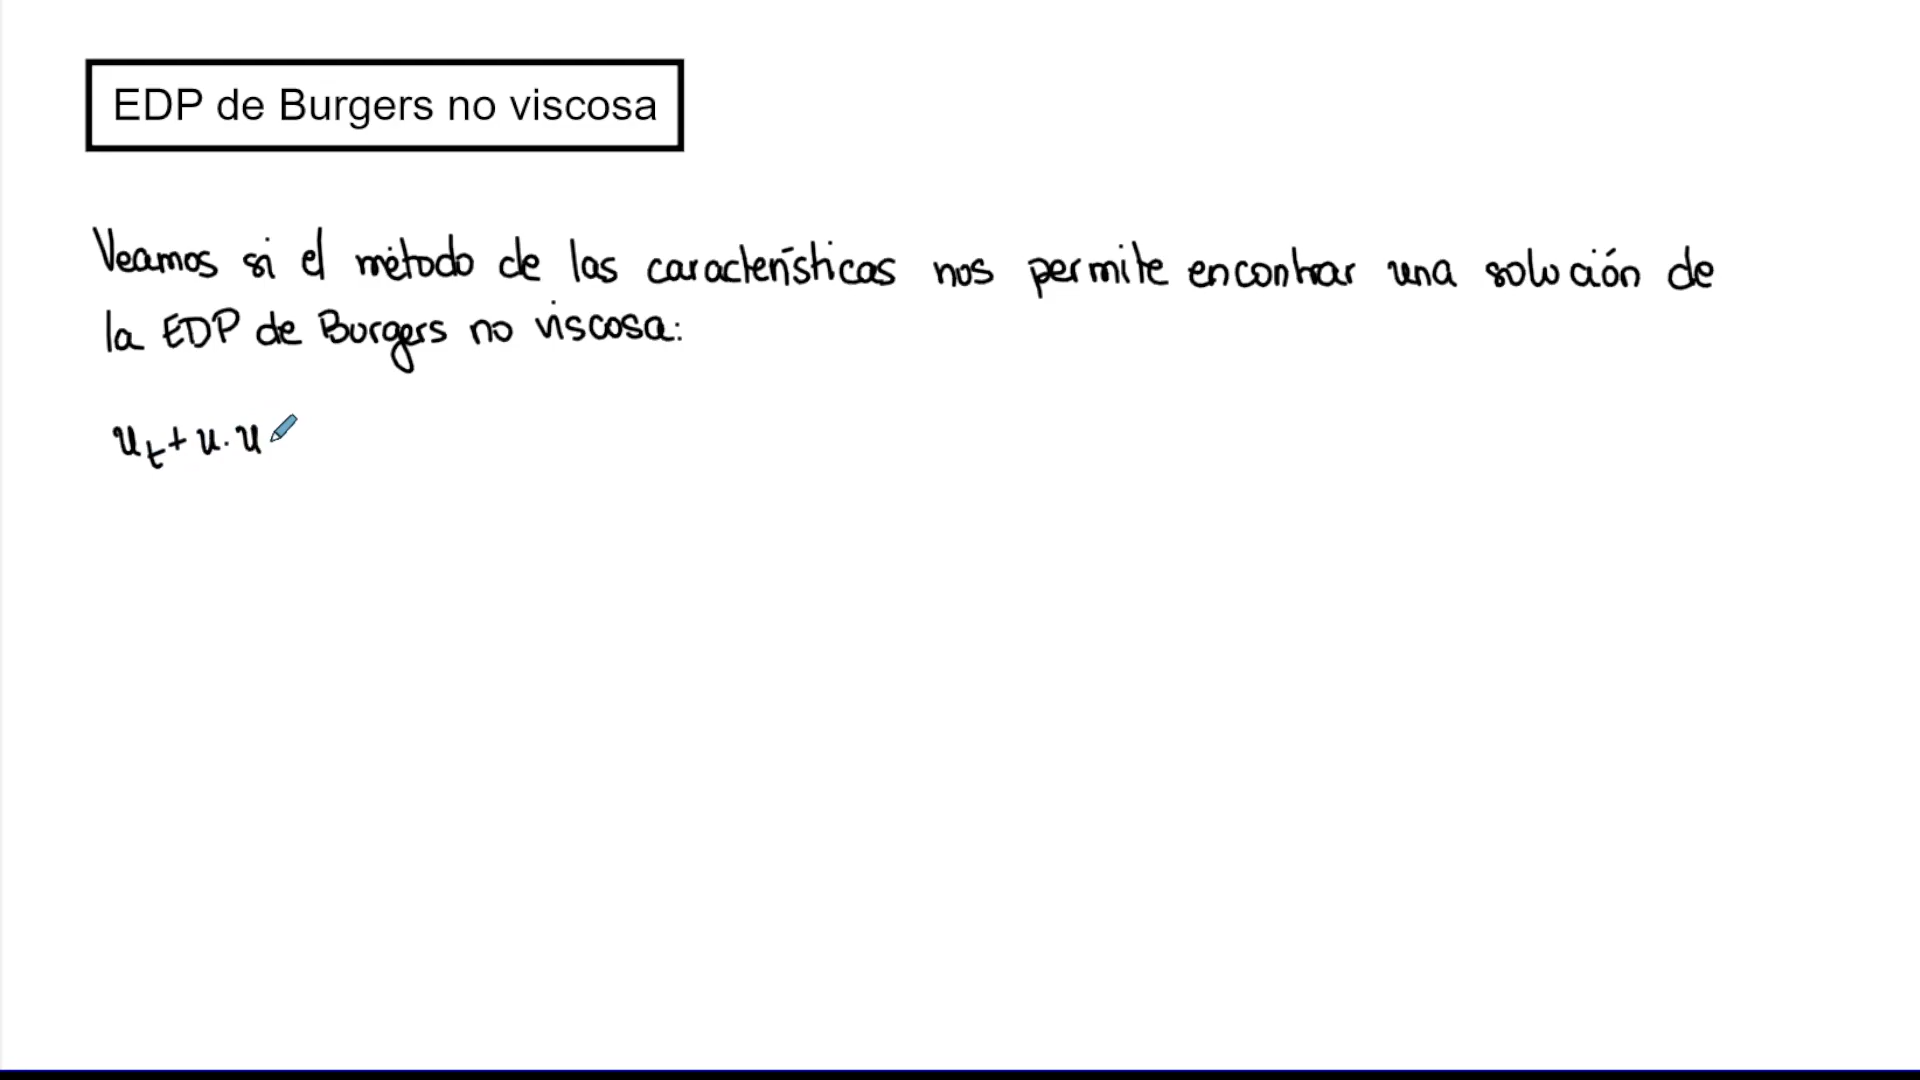 EDP de Burgers no viscosa
Veamos si el método de las características nos permite encontrar una solución de
la EDP de Burgers no viscosa:
u_t + u · u